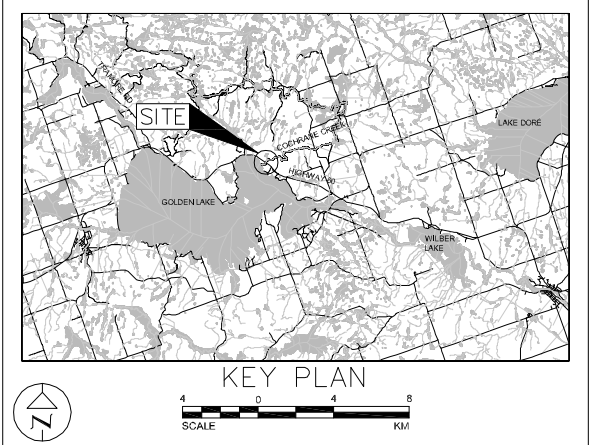 TRAMORE RD
SITE
COCHRANE CREEK
LAKE DORÉ
HIGHWAY 60
GOLDEN LAKE
WILBER
LAKE
KEY PLAN
4 0 4 8
SCALE KM
N